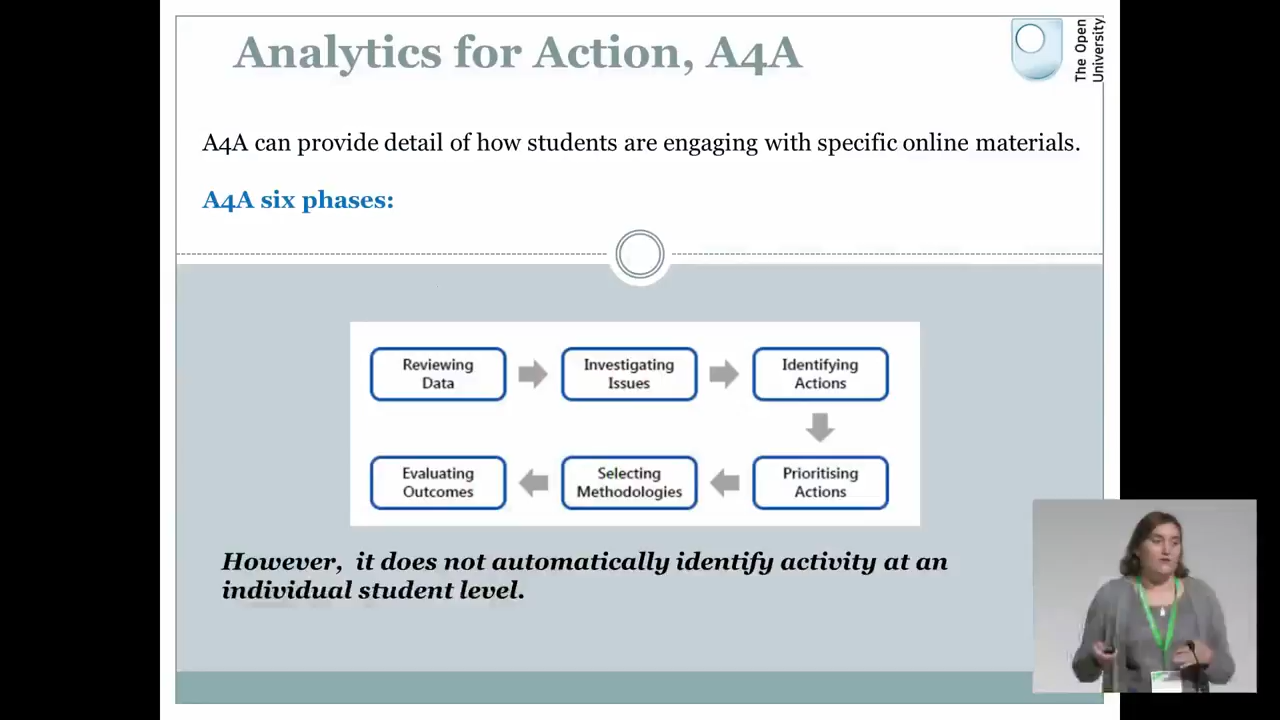 Analytics for Action, A4A
The Open
University
A4A can provide detail of how students are engaging with specific online materials.
A4A six phases:
Reviewing
Data
Investigating
Issues
Identifying
Actions
Evaluating
Outcomes
Selecting
Methodologies
Prioritising
Actions
However, it does not automatically identify activity at an
individual student level.